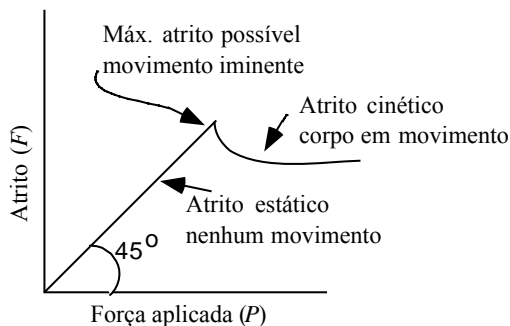 Máx. atrito possível
movimento iminente
Atrito cinético
corpo em movimento
Atrito (F)
Atrito estático
nenhum movimento
45°
Força aplicada (P)